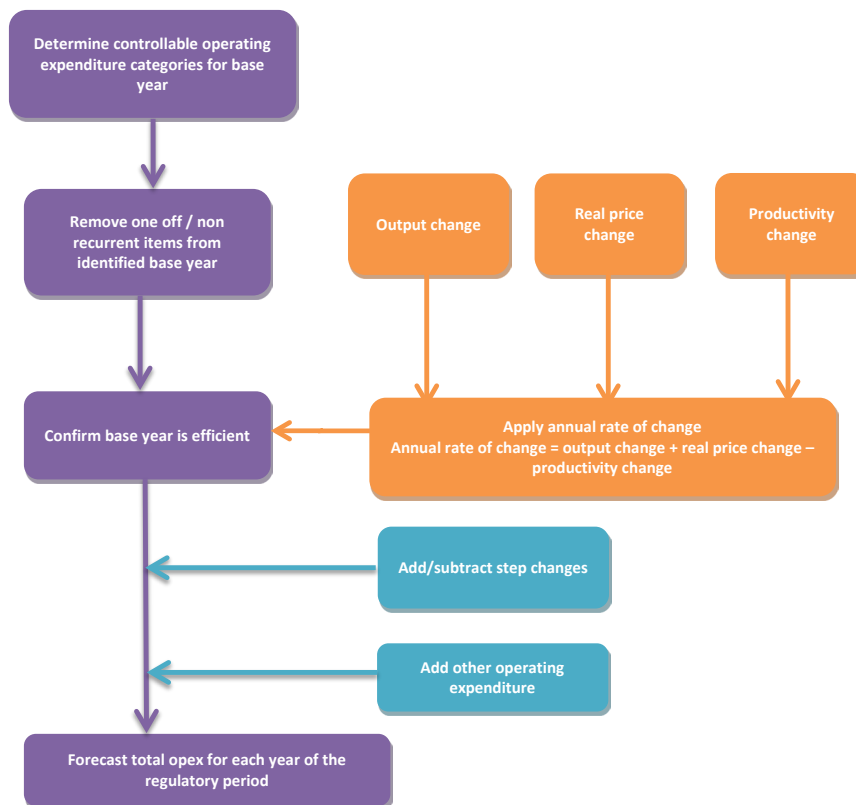 Determine controllable operating
expenditure categories for base
year
Remove one off / non
recurrent items from
identified base year
Output change
Real price
change
Productivity
change
Confirm base year is efficient
Apply annual rate of change
Annual rate of change = output change + real price change –
productivity change
Add/subtract step changes
Add other operating
expenditure
Forecast total opex for each year of the
regulatory period